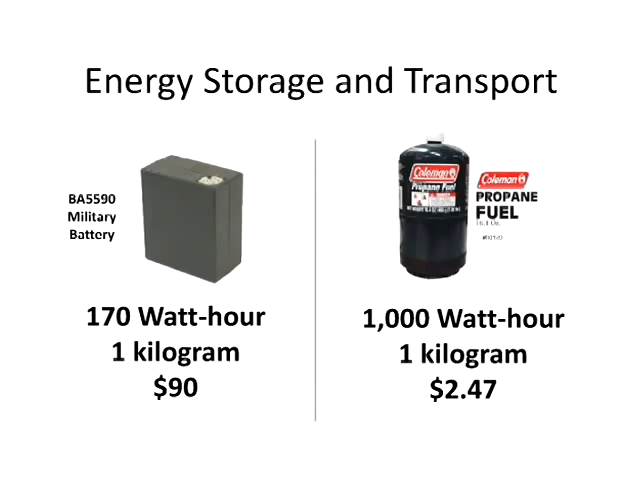 Energy Storage and Transport
BA5590
Military
Battery
170 Watt-hour
1 kilogram
$90
Coleman
Propane Fuel
Coleman
PROPANE
FUEL
1,000 Watt-hour
1 kilogram
$2.47